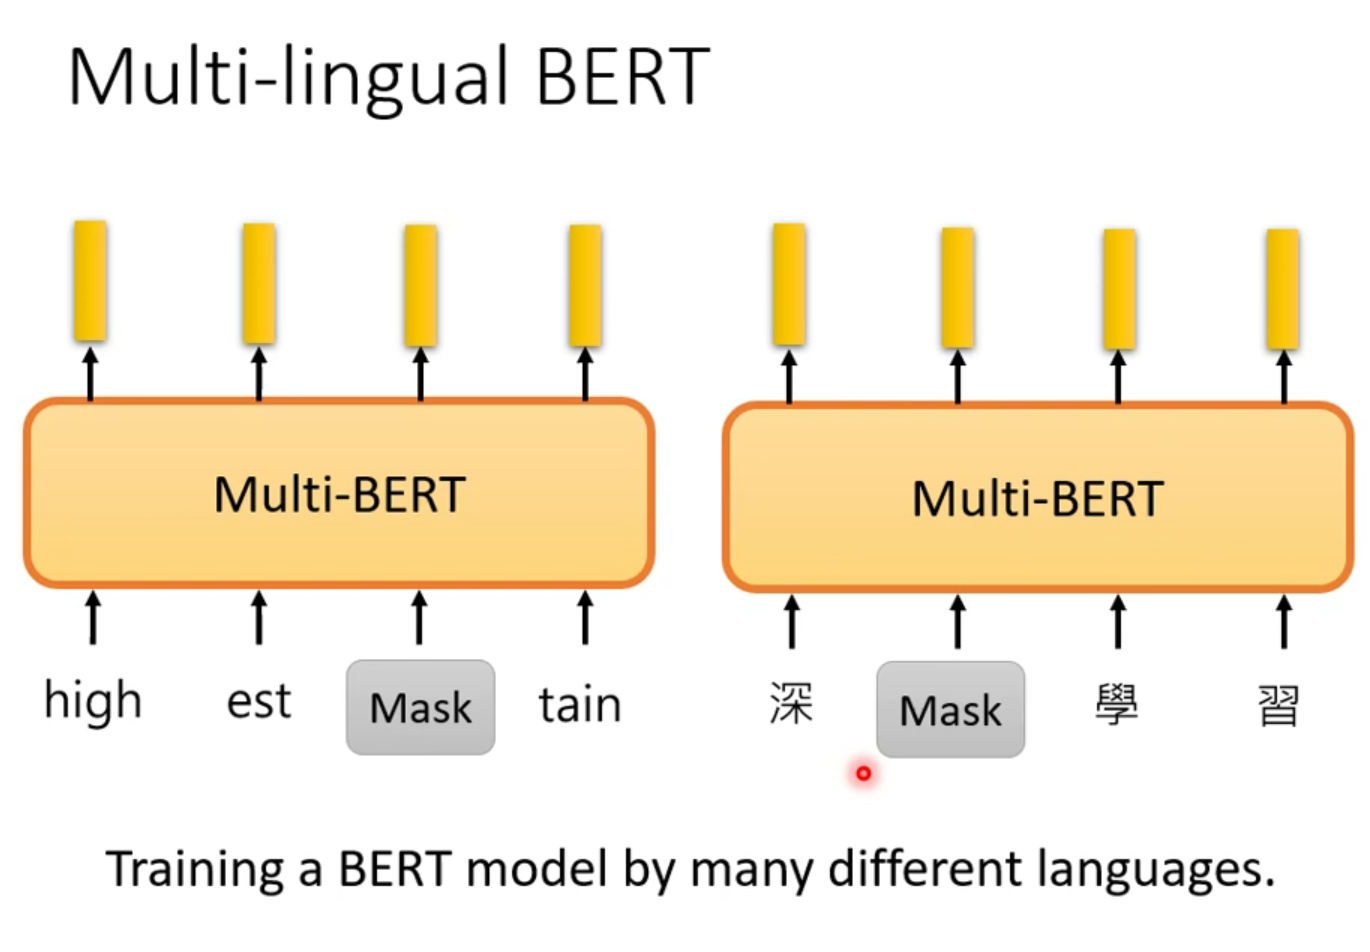 Multi-lingual BERT
Multi-BERT
Multi-BERT
high est Mask tain
深 Mask 學 習
Training a BERT model by many different languages.